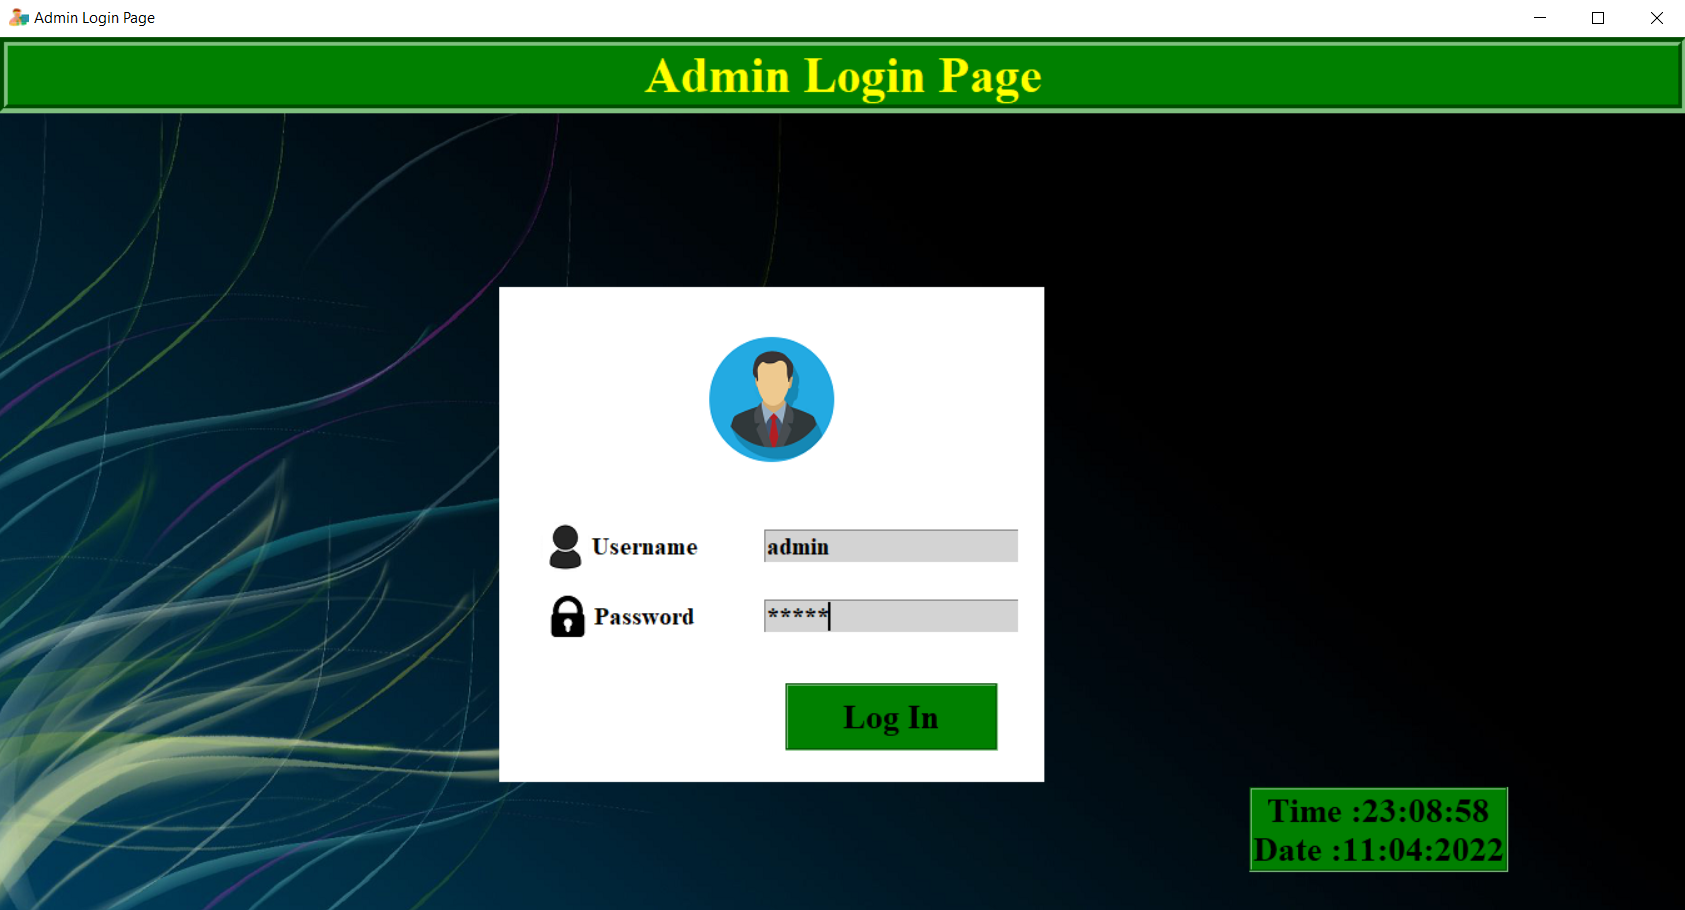 Admin Login Page
Admin Login Page
Username
admin
Password
*****
Log In
Time :23:08:58
Date :11:04:2022